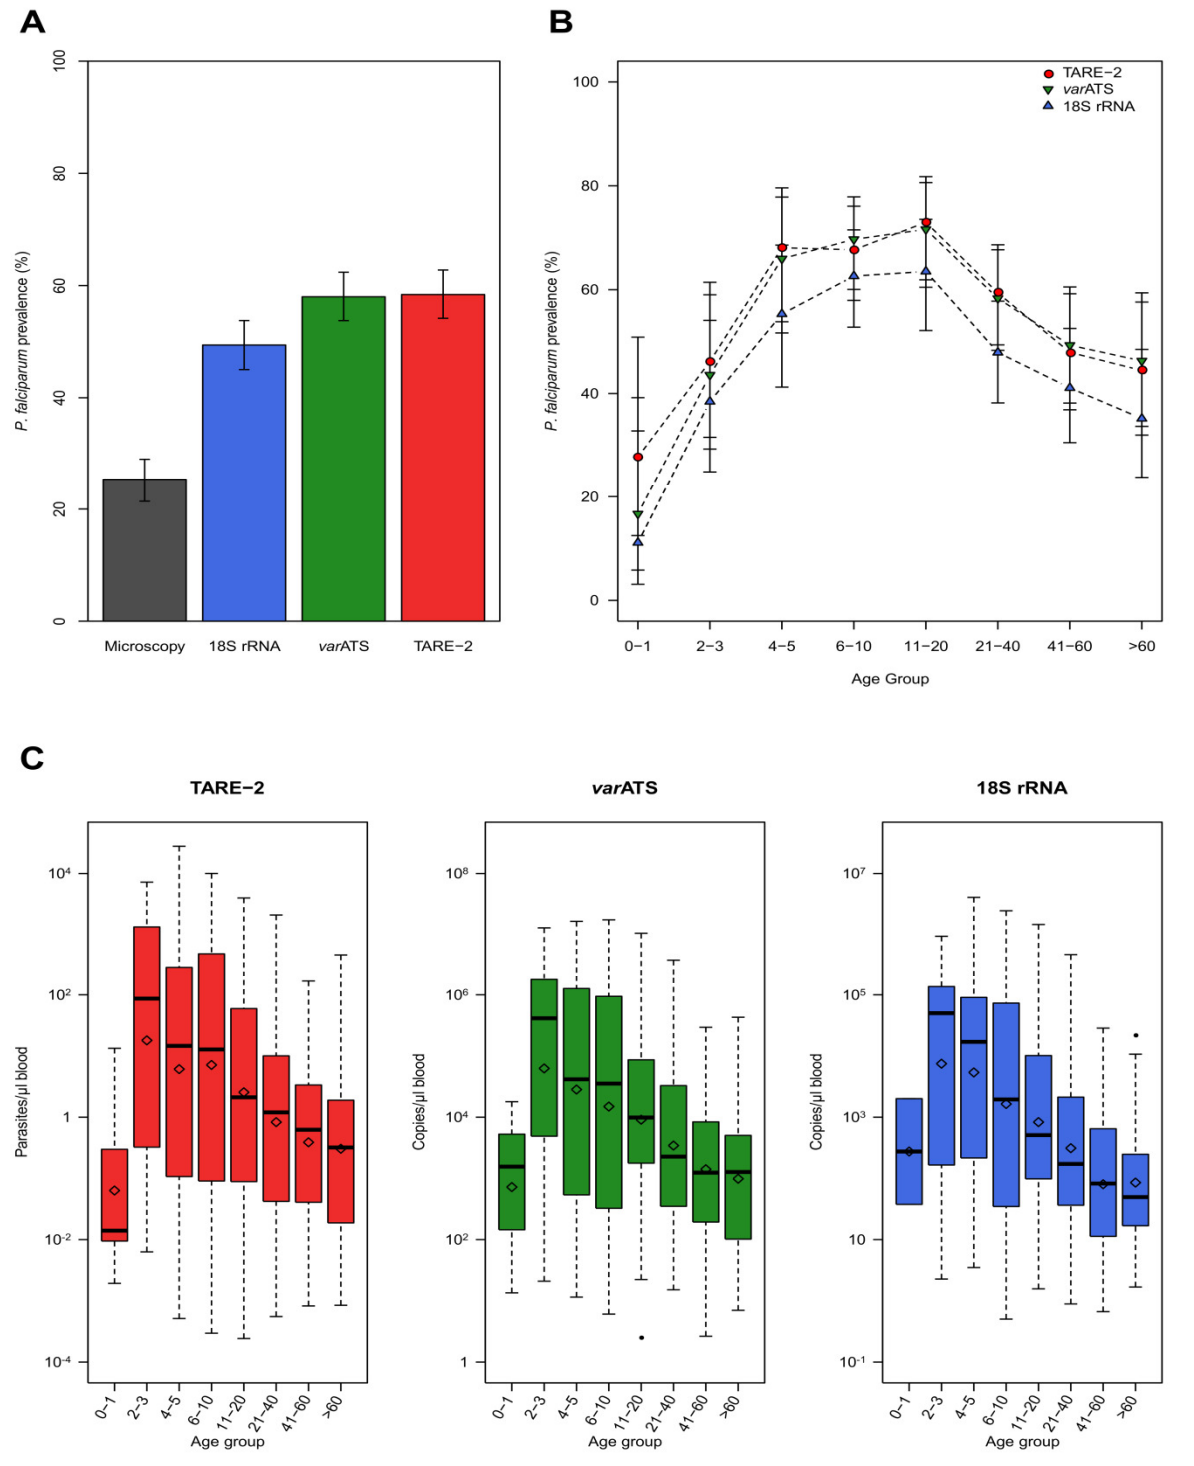 A
B
100
80
60
40
20
0
P. falciparum prevalence (%)
Microscopy 18S rRNA varATS TARE−2
100
80
60
40
20
0
P. falciparum prevalence (%)
TARE−2
varATS
18S rRNA
0−1 2−3 4−5 6−10 11−20 21−40 41−60 >60
Age Group
C
TARE−2
10⁴
10²
1
10⁻²
10⁻⁴
Parasites/µl blood
0−1 2−3 4−5 6−10 11−20 21−40 41−60 >60
Age group
varATS
10⁸
10⁶
10⁴
10²
1
Copies/µl blood
0−1 2−3 4−5 6−10 11−20 21−40 41−60 >60
Age group
18S rRNA
10⁷
10⁵
10³
10
10⁻¹
Copies/µl blood
0−1 2−3 4−5 6−10 11−20 21−40 41−60 >60
Age group